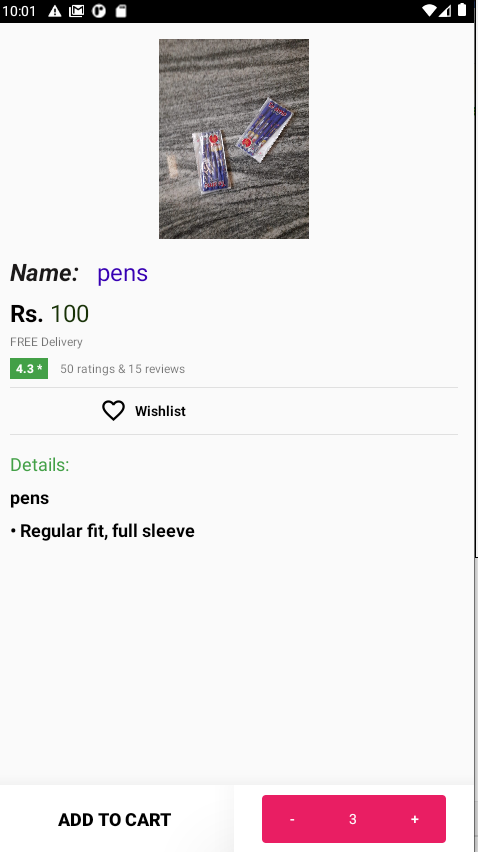 10:01
Name: pens
Rs. 100
FREE Delivery
4.3 * 50 ratings & 15 reviews
Wishlist
Details:
pens
• Regular fit, full sleeve
ADD TO CART - 3 +